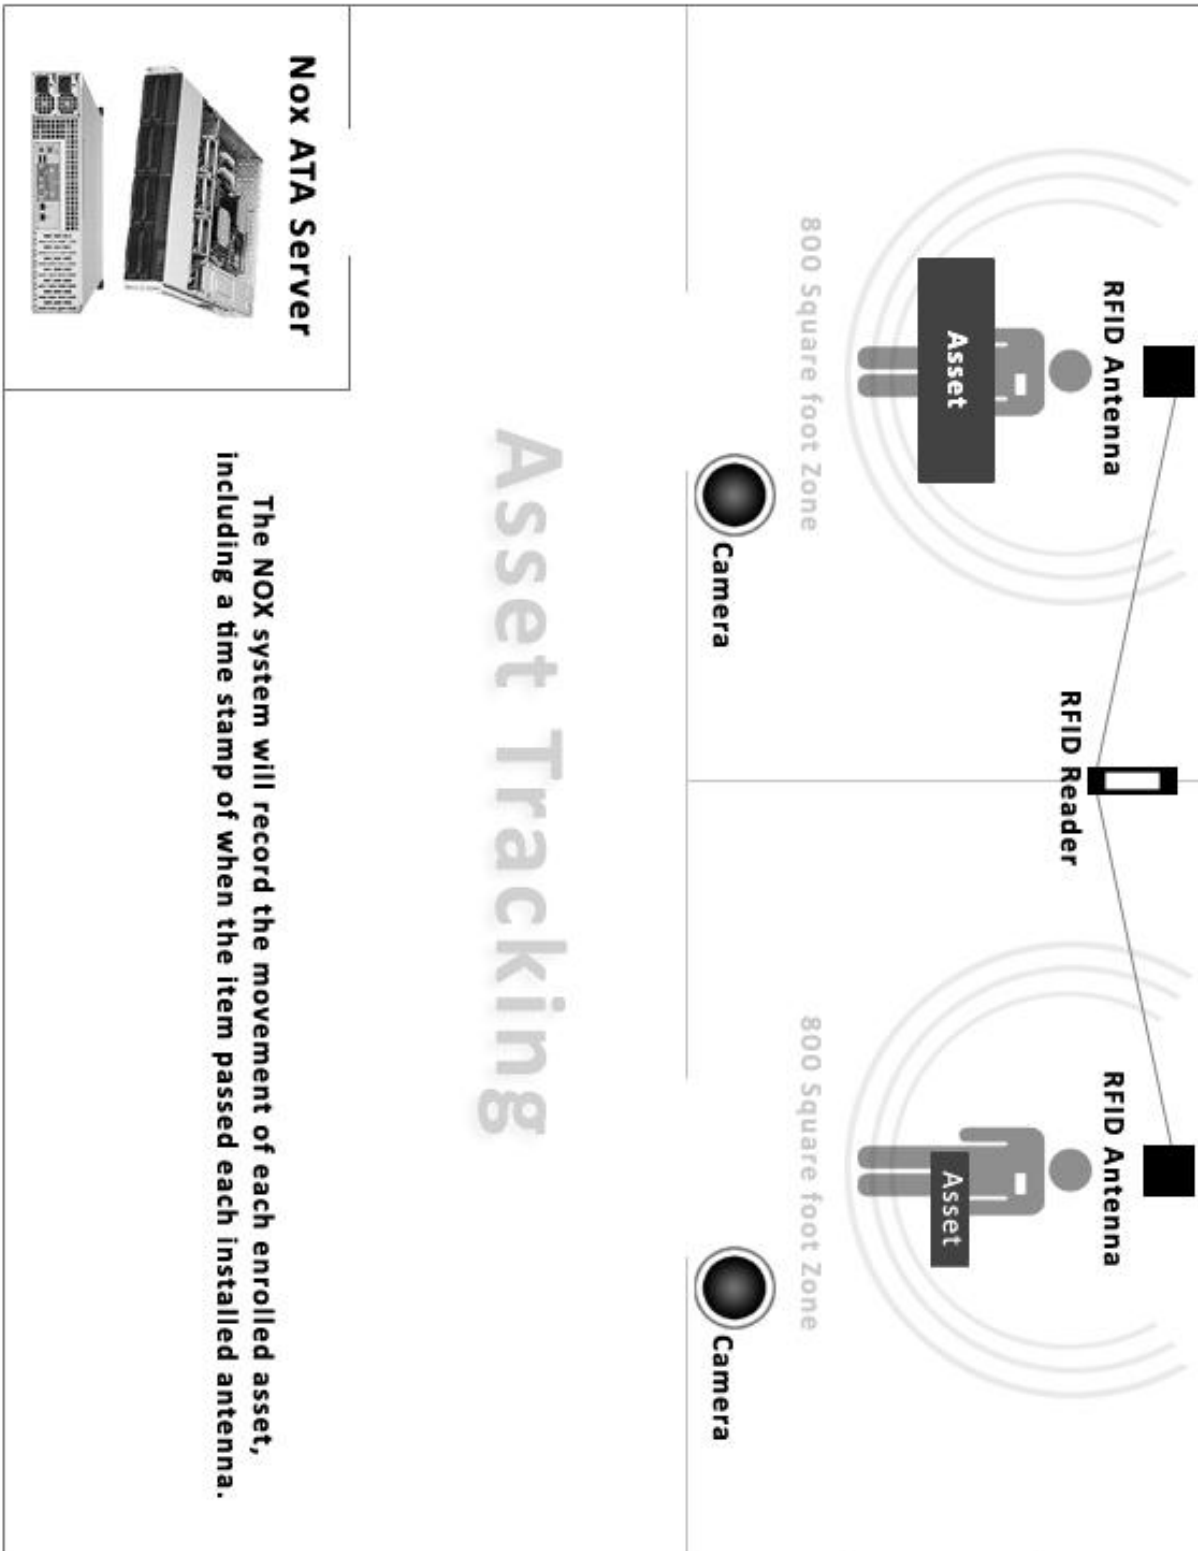 RFID Antenna
RFID Antenna
RFID Reader
Asset
Asset
800 Square foot Zone
800 Square foot Zone
Camera
Camera
Asset Tracking
Nox ATA Server
The NOX system will record the movement of each enrolled asset,
including a time stamp of when the item passed each installed antenna.